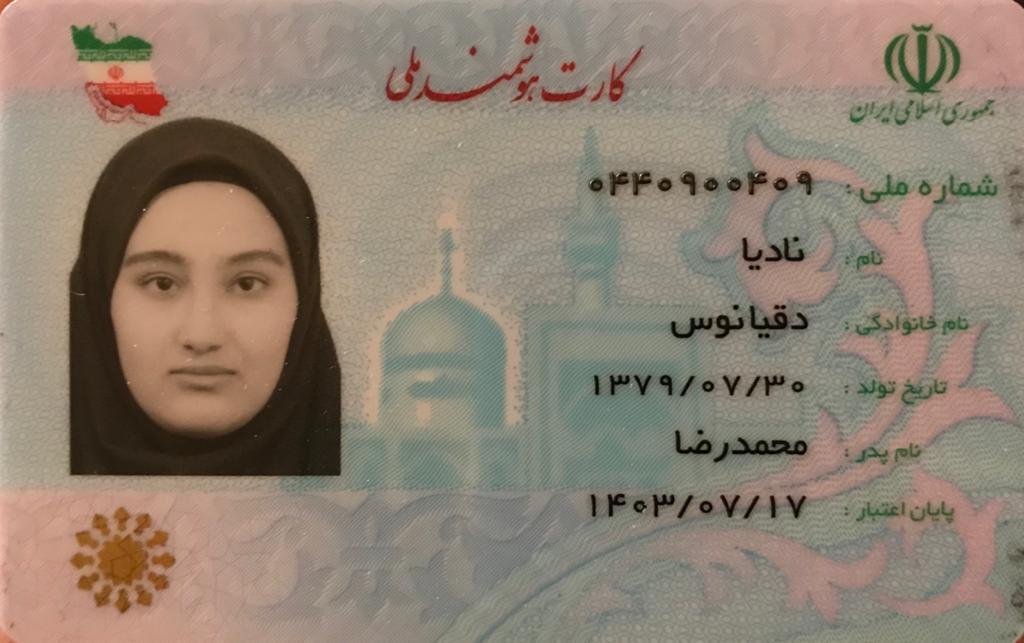 کارت هوشمند ملی
جمهوری اسلامی ایران
شماره ملی : ۰۴۴۰۹۰۰۴۰۹
نام : نادیا
نام خانوادگی : دقیانوس
تاریخ تولد : ۱۳۷۹/۰۷/۳۰
نام پدر : محمدرضا
پایان اعتبار : ۱۴۰۳/۰۷/۱۷